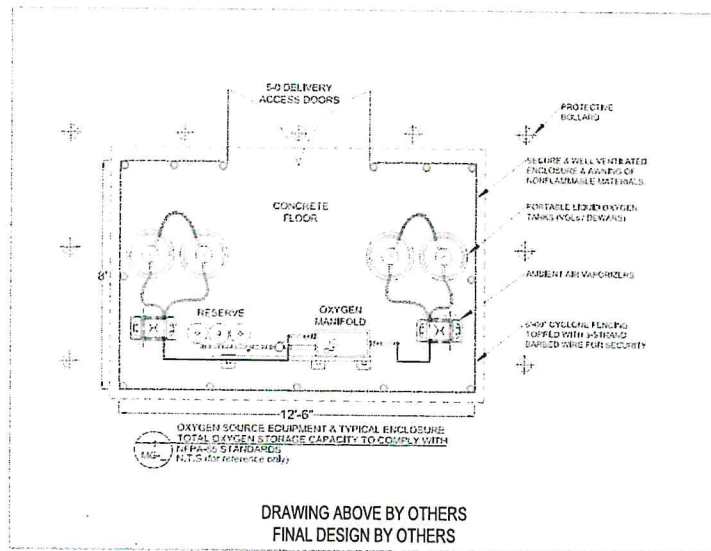 5-0 DELIVERY
ACCESS DOORS
PROTECTIVE
BOLLARD
SECURE & WELL VENTILATED
ENCLOSURE & AWNING OF
NONFLAMMABLE MATERIALS
CONCRETE
FLOOR
PORTABLE LIQUID OXYGEN
TANKS (VGLs / DEWARS)
8'
AMBIENT AIR VAPORIZERS
RESERVE
OXYGEN
MANIFOLD
CYCLONE FENCING
TOPPED WITH 3-STRAND
BARBED WIRE FOR SECURITY
12'-6"
OXYGEN SOURCE EQUIPMENT & TYPICAL ENCLOSURE
TOTAL OXYGEN STORAGE CAPACITY TO COMPLY WITH
NFPA-55 STANDARDS
MG-_
N.T.S (for reference only)
DRAWING ABOVE BY OTHERS
FINAL DESIGN BY OTHERS